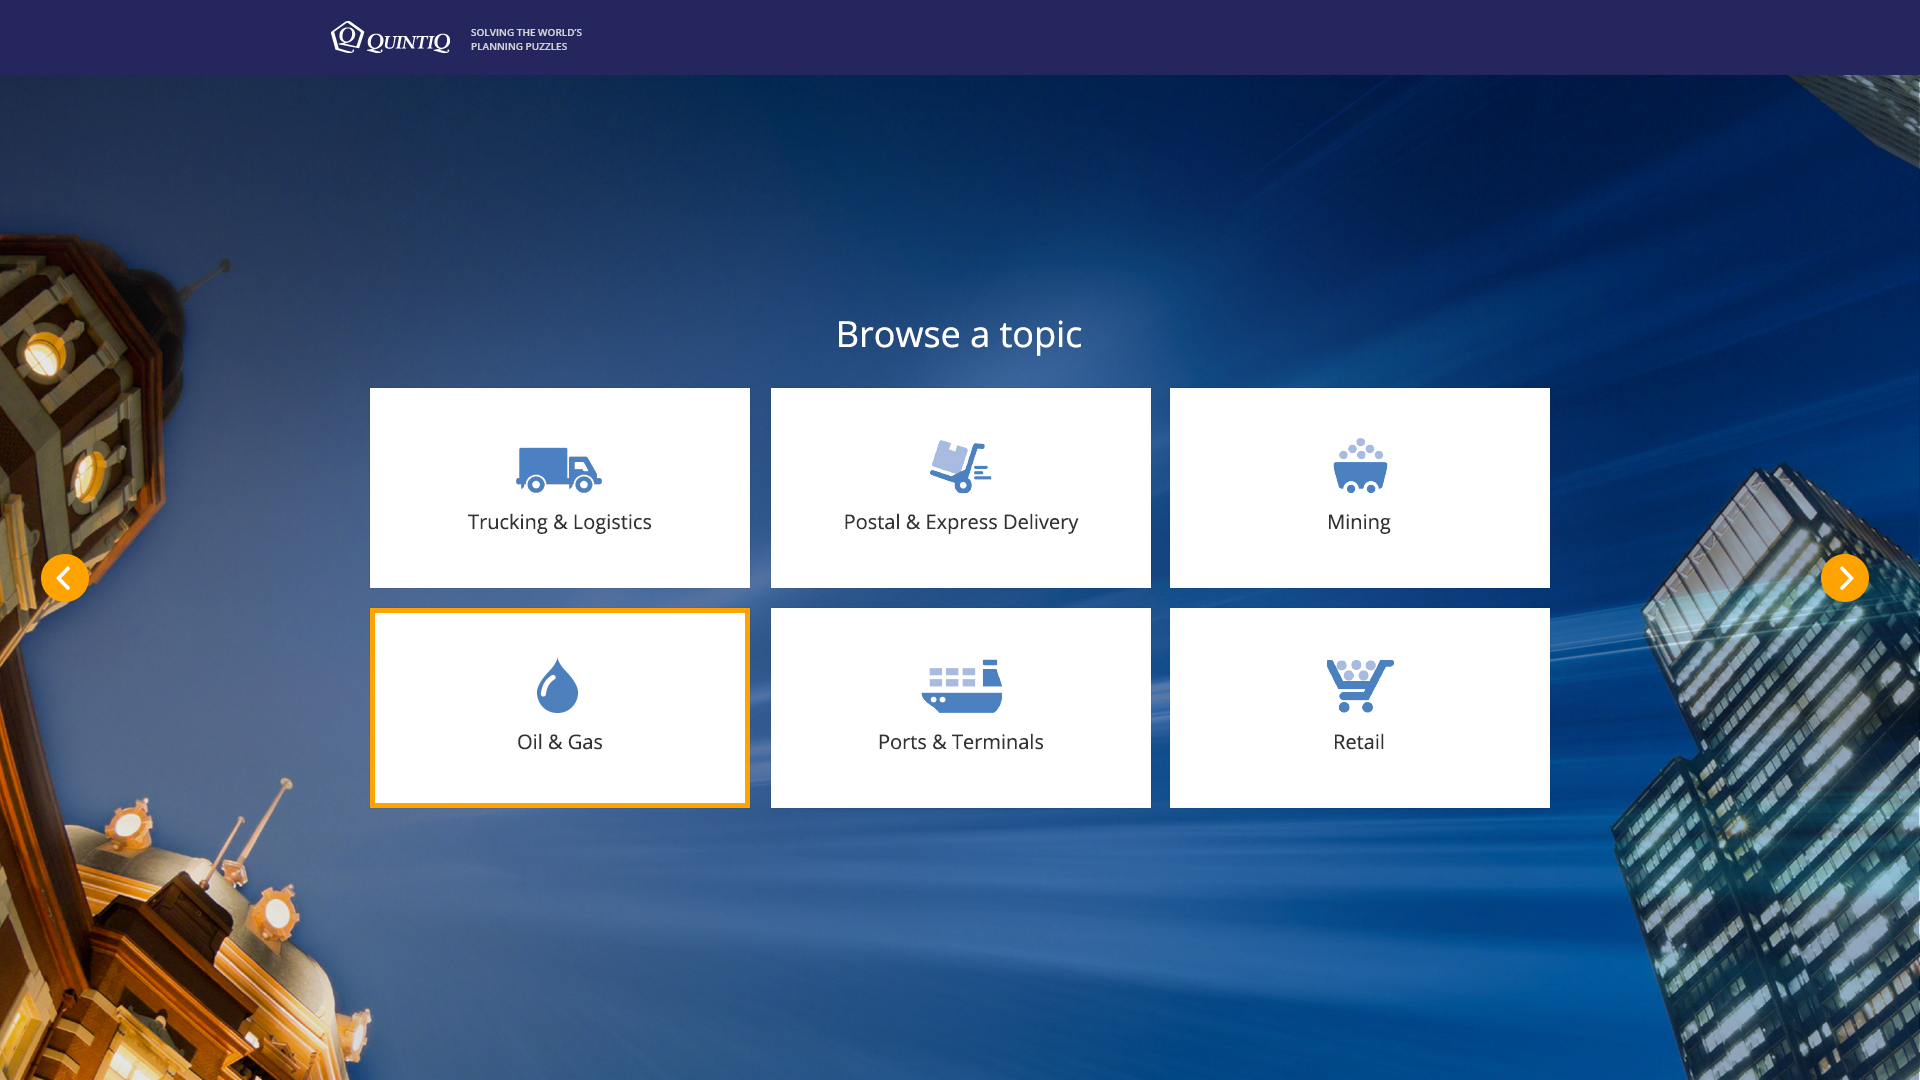 QUINTIQ
SOLVING THE WORLD'S
PLANNING PUZZLES
Browse a topic
Trucking & Logistics
Postal & Express Delivery
Mining
Oil & Gas
Ports & Terminals
Retail